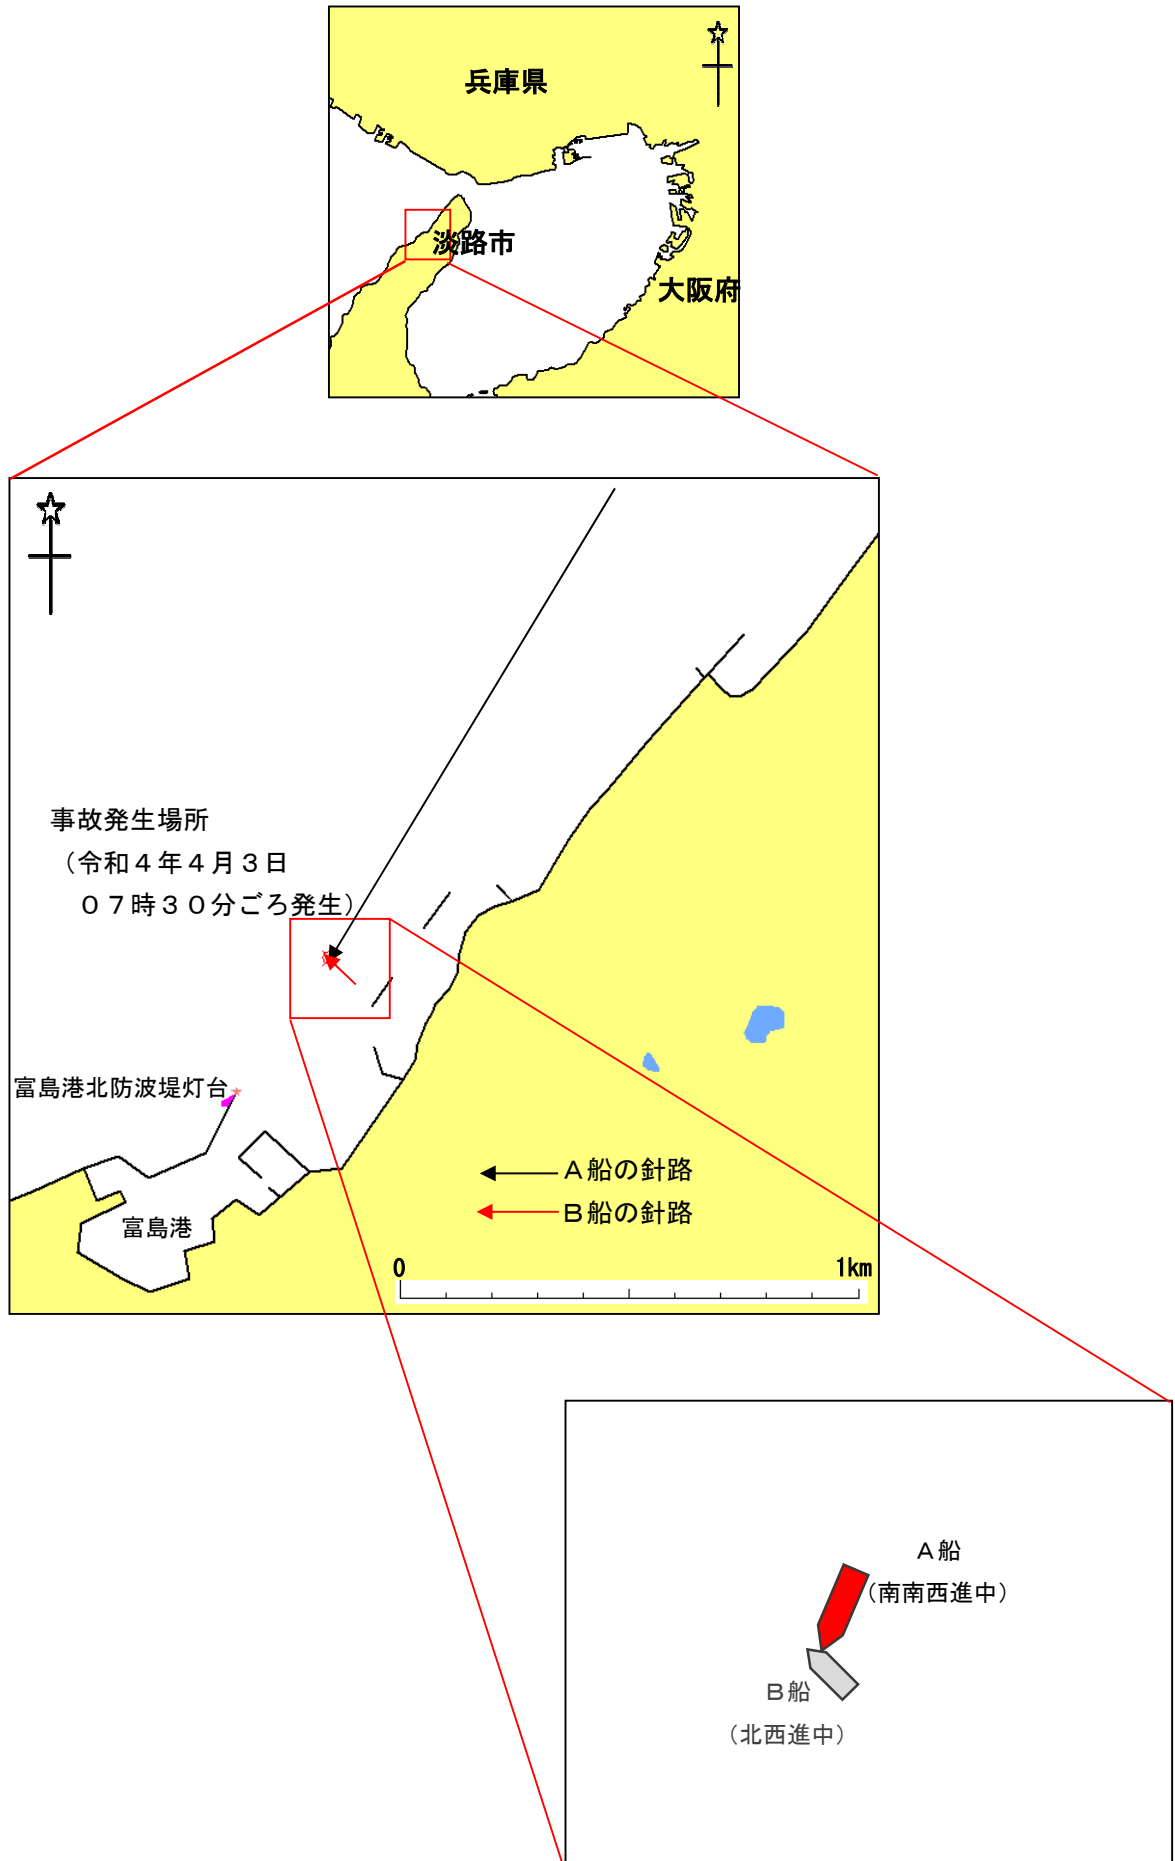 兵庫県
淡路市
大阪府
事故発生場所
（令和４年４月３日
０７時３０分ごろ発生）
富島港北防波堤灯台
Ａ船の針路
Ｂ船の針路
富島港
0 1km
Ａ船
（南南西進中）
Ｂ船
（北西進中）